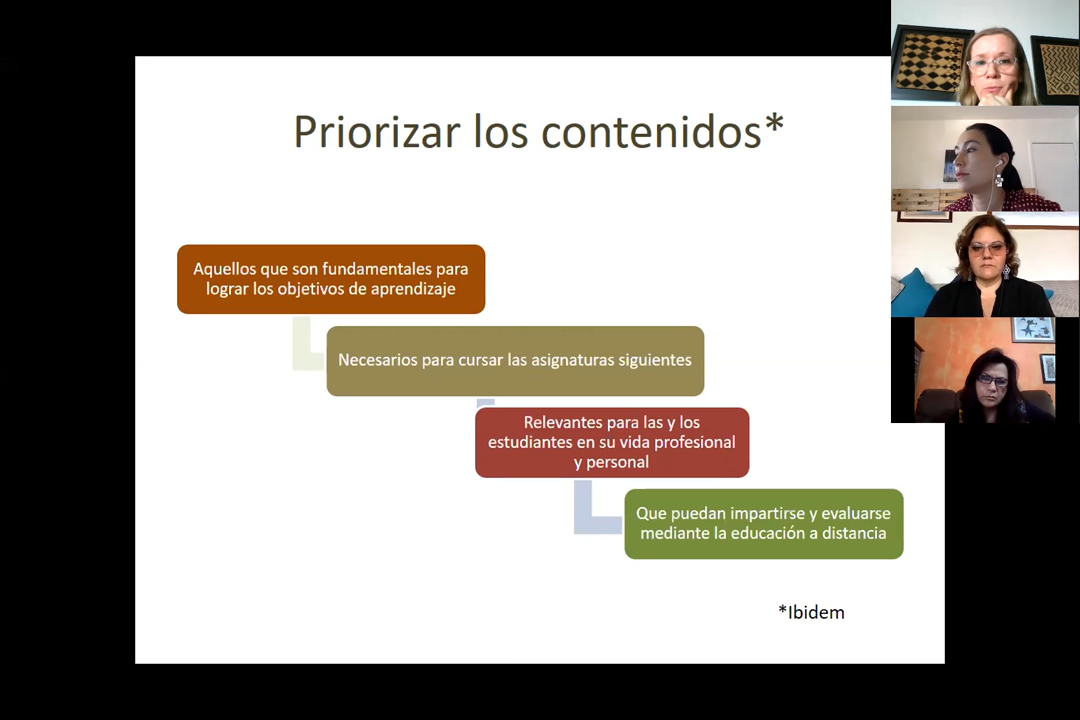 Priorizar los contenidos*
Aquellos que son fundamentales para
lograr los objetivos de aprendizaje
Necesarios para cursar las asignaturas siguientes
Relevantes para las y los
estudiantes en su vida profesional
y personal
Que puedan impartirse y evaluarse
mediante la educación a distancia
*Ibidem